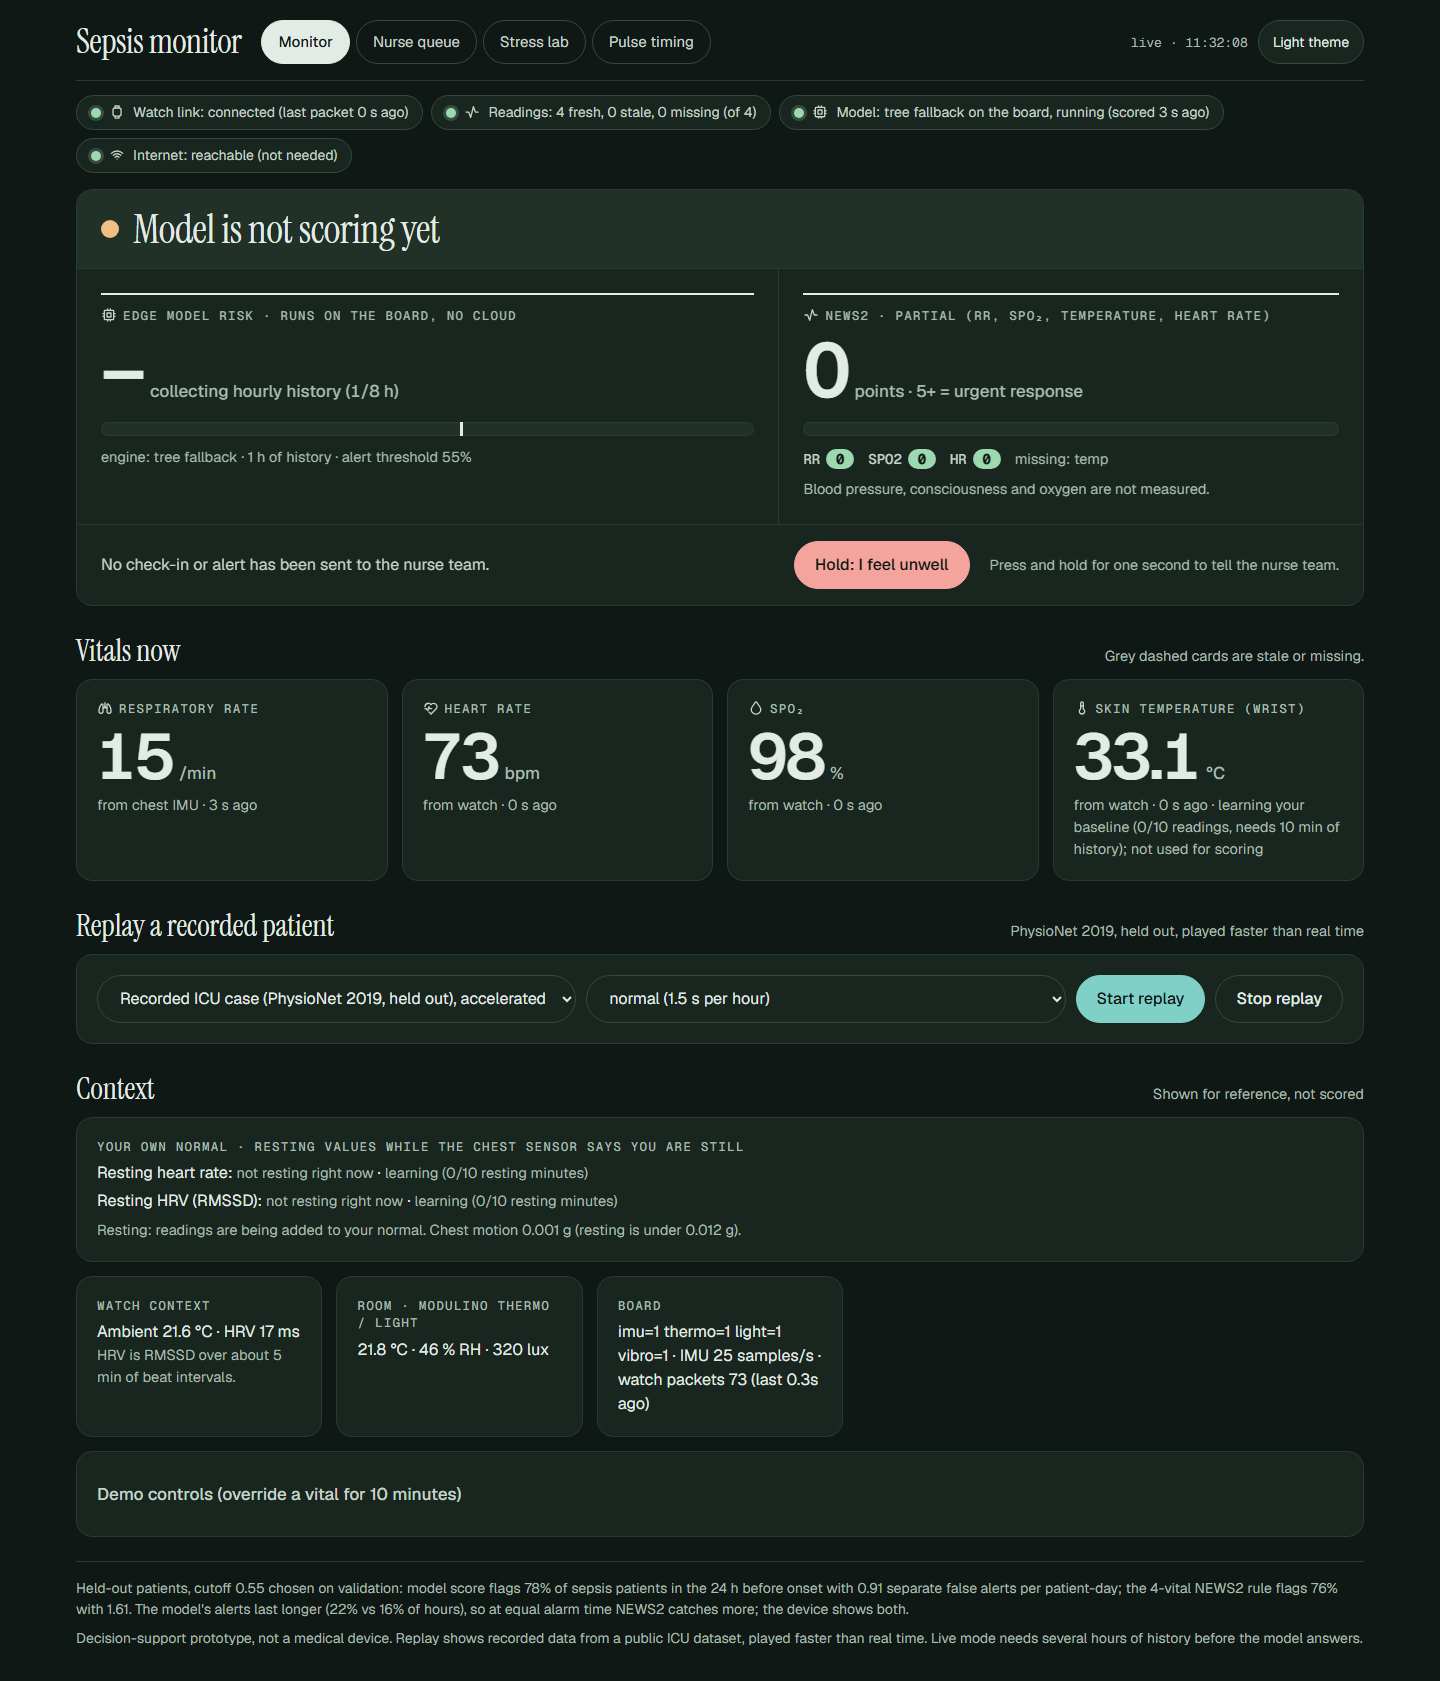 Sepsis monitor
Monitor
Nurse queue
Stress lab
Pulse timing
live · 11:32:08
Light theme
Watch link: connected (last packet 0 s ago)
Readings: 4 fresh, 0 stale, 0 missing (of 4)
Model: tree fallback on the board, running (scored 3 s ago)
Internet: reachable (not needed)
Model is not scoring yet
EDGE MODEL RISK · RUNS ON THE BOARD, NO CLOUD
– collecting hourly history (1/8 h)
engine: tree fallback · 1 h of history · alert threshold 55%
NEWS2 · PARTIAL (RR, SPO₂, TEMPERATURE, HEART RATE)
0 points · 5+ = urgent response
RR 0 SPO2 0 HR 0 missing: temp
Blood pressure, consciousness and oxygen are not measured.
No check-in or alert has been sent to the nurse team.
Hold: I feel unwell
Press and hold for one second to tell the nurse team.
Vitals now
Grey dashed cards are stale or missing.
RESPIRATORY RATE
15 /min
from chest IMU · 3 s ago
HEART RATE
73 bpm
from watch · 0 s ago
SPO₂
98 %
from watch · 0 s ago
SKIN TEMPERATURE (WRIST)
33.1 °C
from watch · 0 s ago · learning your
baseline (0/10 readings, needs 10 min of
history); not used for scoring
Replay a recorded patient
PhysioNet 2019, held out, played faster than real time
Recorded ICU case (PhysioNet 2019, held out), accelerated
normal (1.5 s per hour)
Start replay
Stop replay
Context
Shown for reference, not scored
YOUR OWN NORMAL · RESTING VALUES WHILE THE CHEST SENSOR SAYS YOU ARE STILL
Resting heart rate: not resting right now · learning (0/10 resting minutes)
Resting HRV (RMSSD): not resting right now · learning (0/10 resting minutes)
Resting: readings are being added to your normal. Chest motion 0.001 g (resting is under 0.012 g).
WATCH CONTEXT
Ambient 21.6 °C · HRV 17 ms
HRV is RMSSD over about 5
min of beat intervals.
ROOM · MODULINO THERMO
/ LIGHT
21.8 °C · 46 % RH · 320 lux
BOARD
imu=1 thermo=1 light=1
vibro=1 · IMU 25 samples/s ·
watch packets 73 (last 0.3s
ago)
Demo controls (override a vital for 10 minutes)
Held-out patients, cutoff 0.55 chosen on validation: model score flags 78% of sepsis patients in the 24 h before onset with 0.91 separate false alerts per patient-day; the 4-vital NEWS2 rule flags 76%
with 1.61. The model's alerts last longer (22% vs 16% of hours), so at equal alarm time NEWS2 catches more; the device shows both.
Decision-support prototype, not a medical device. Replay shows recorded data from a public ICU dataset, played faster than real time. Live mode needs several hours of history before the model answers.